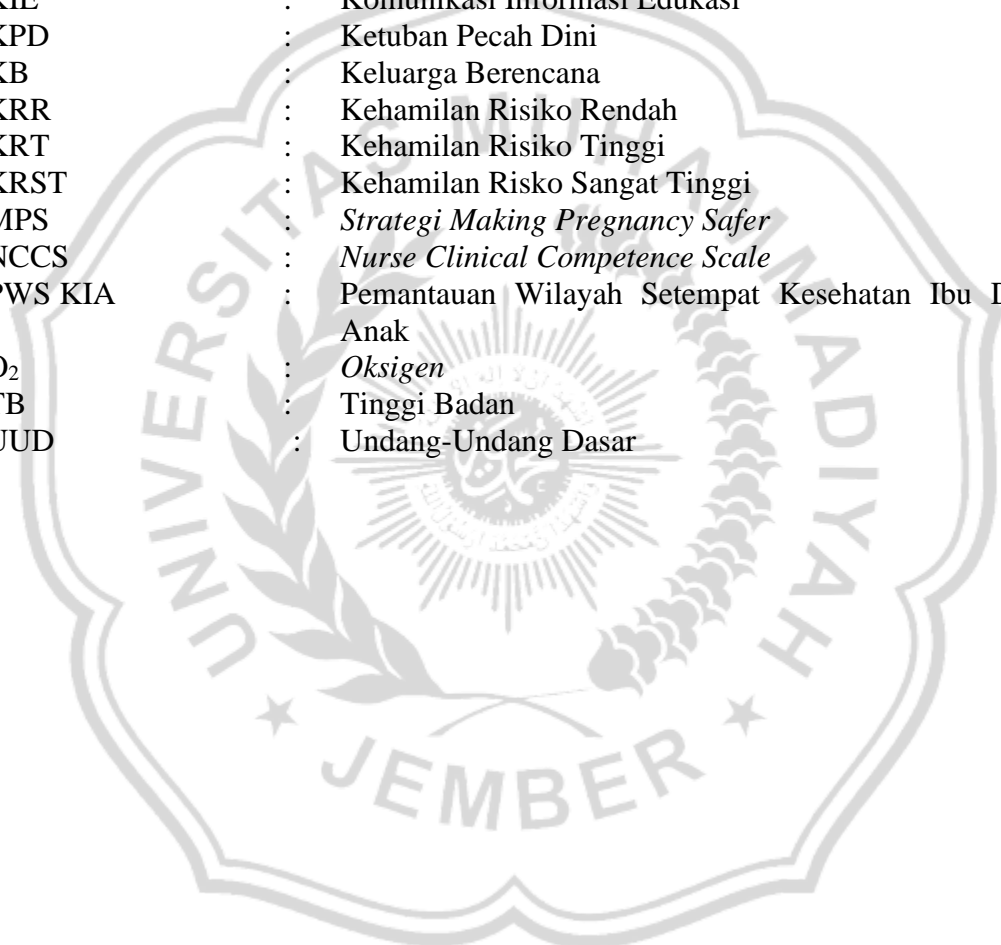 KIE : Komunikasi Informasi Edukasi
KPD : Ketuban Pecah Dini
KB : Keluarga Berencana
KRR : Kehamilan Risiko Rendah
KRT : Kehamilan Risiko Tinggi
KRST : Kehamilan Risko Sangat Tinggi
MPS : Strategi Making Pregnancy Safer
NCCS : Nurse Clinical Competence Scale
PWS KIA : Pemantauan Wilayah Setempat Kesehatan Ibu D
Anak
O₂ : Oksigen
TB : Tinggi Badan
UUD : Undang-Undang Dasar
UNIVERSITAS MUHAMMADIYAH
JEMBER